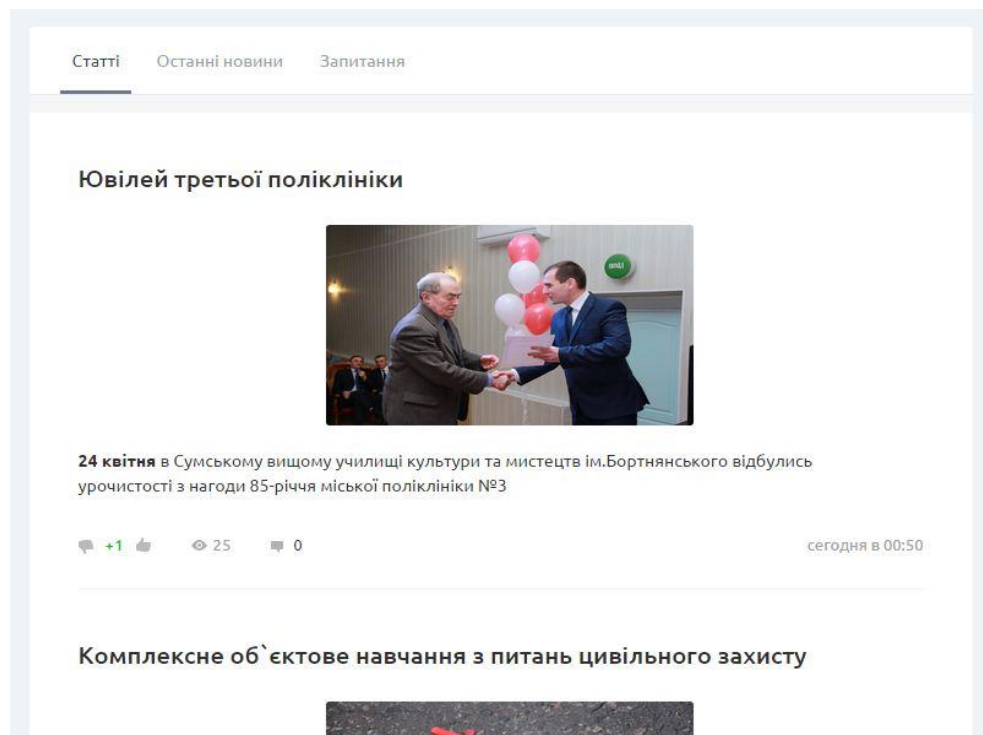 Статті Останні новини Запитання
Ювілей третьої поліклініки
24 квітня в Сумському вищому училищі культури та мистецтв ім.Бортнянського відбулись
урочистості з нагоди 85-річчя міської поліклініки №3
+1 25 0 сегодня в 00:50
Комплексне об`єктове навчання з питань цивільного захисту